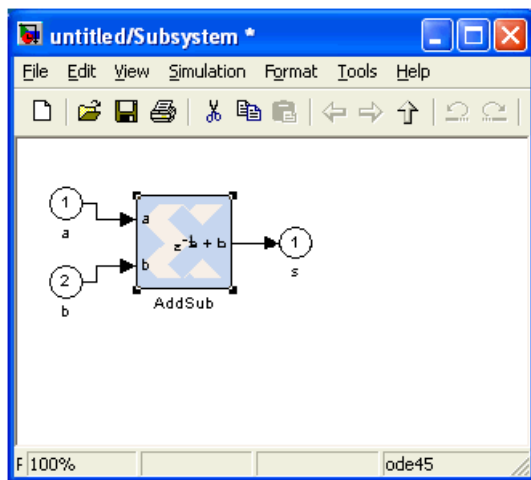 untitled/Subsystem *
File Edit View Simulation Format Tools Help
1
a
a
1
s
b
2
b
AddSub
F 100% ode45